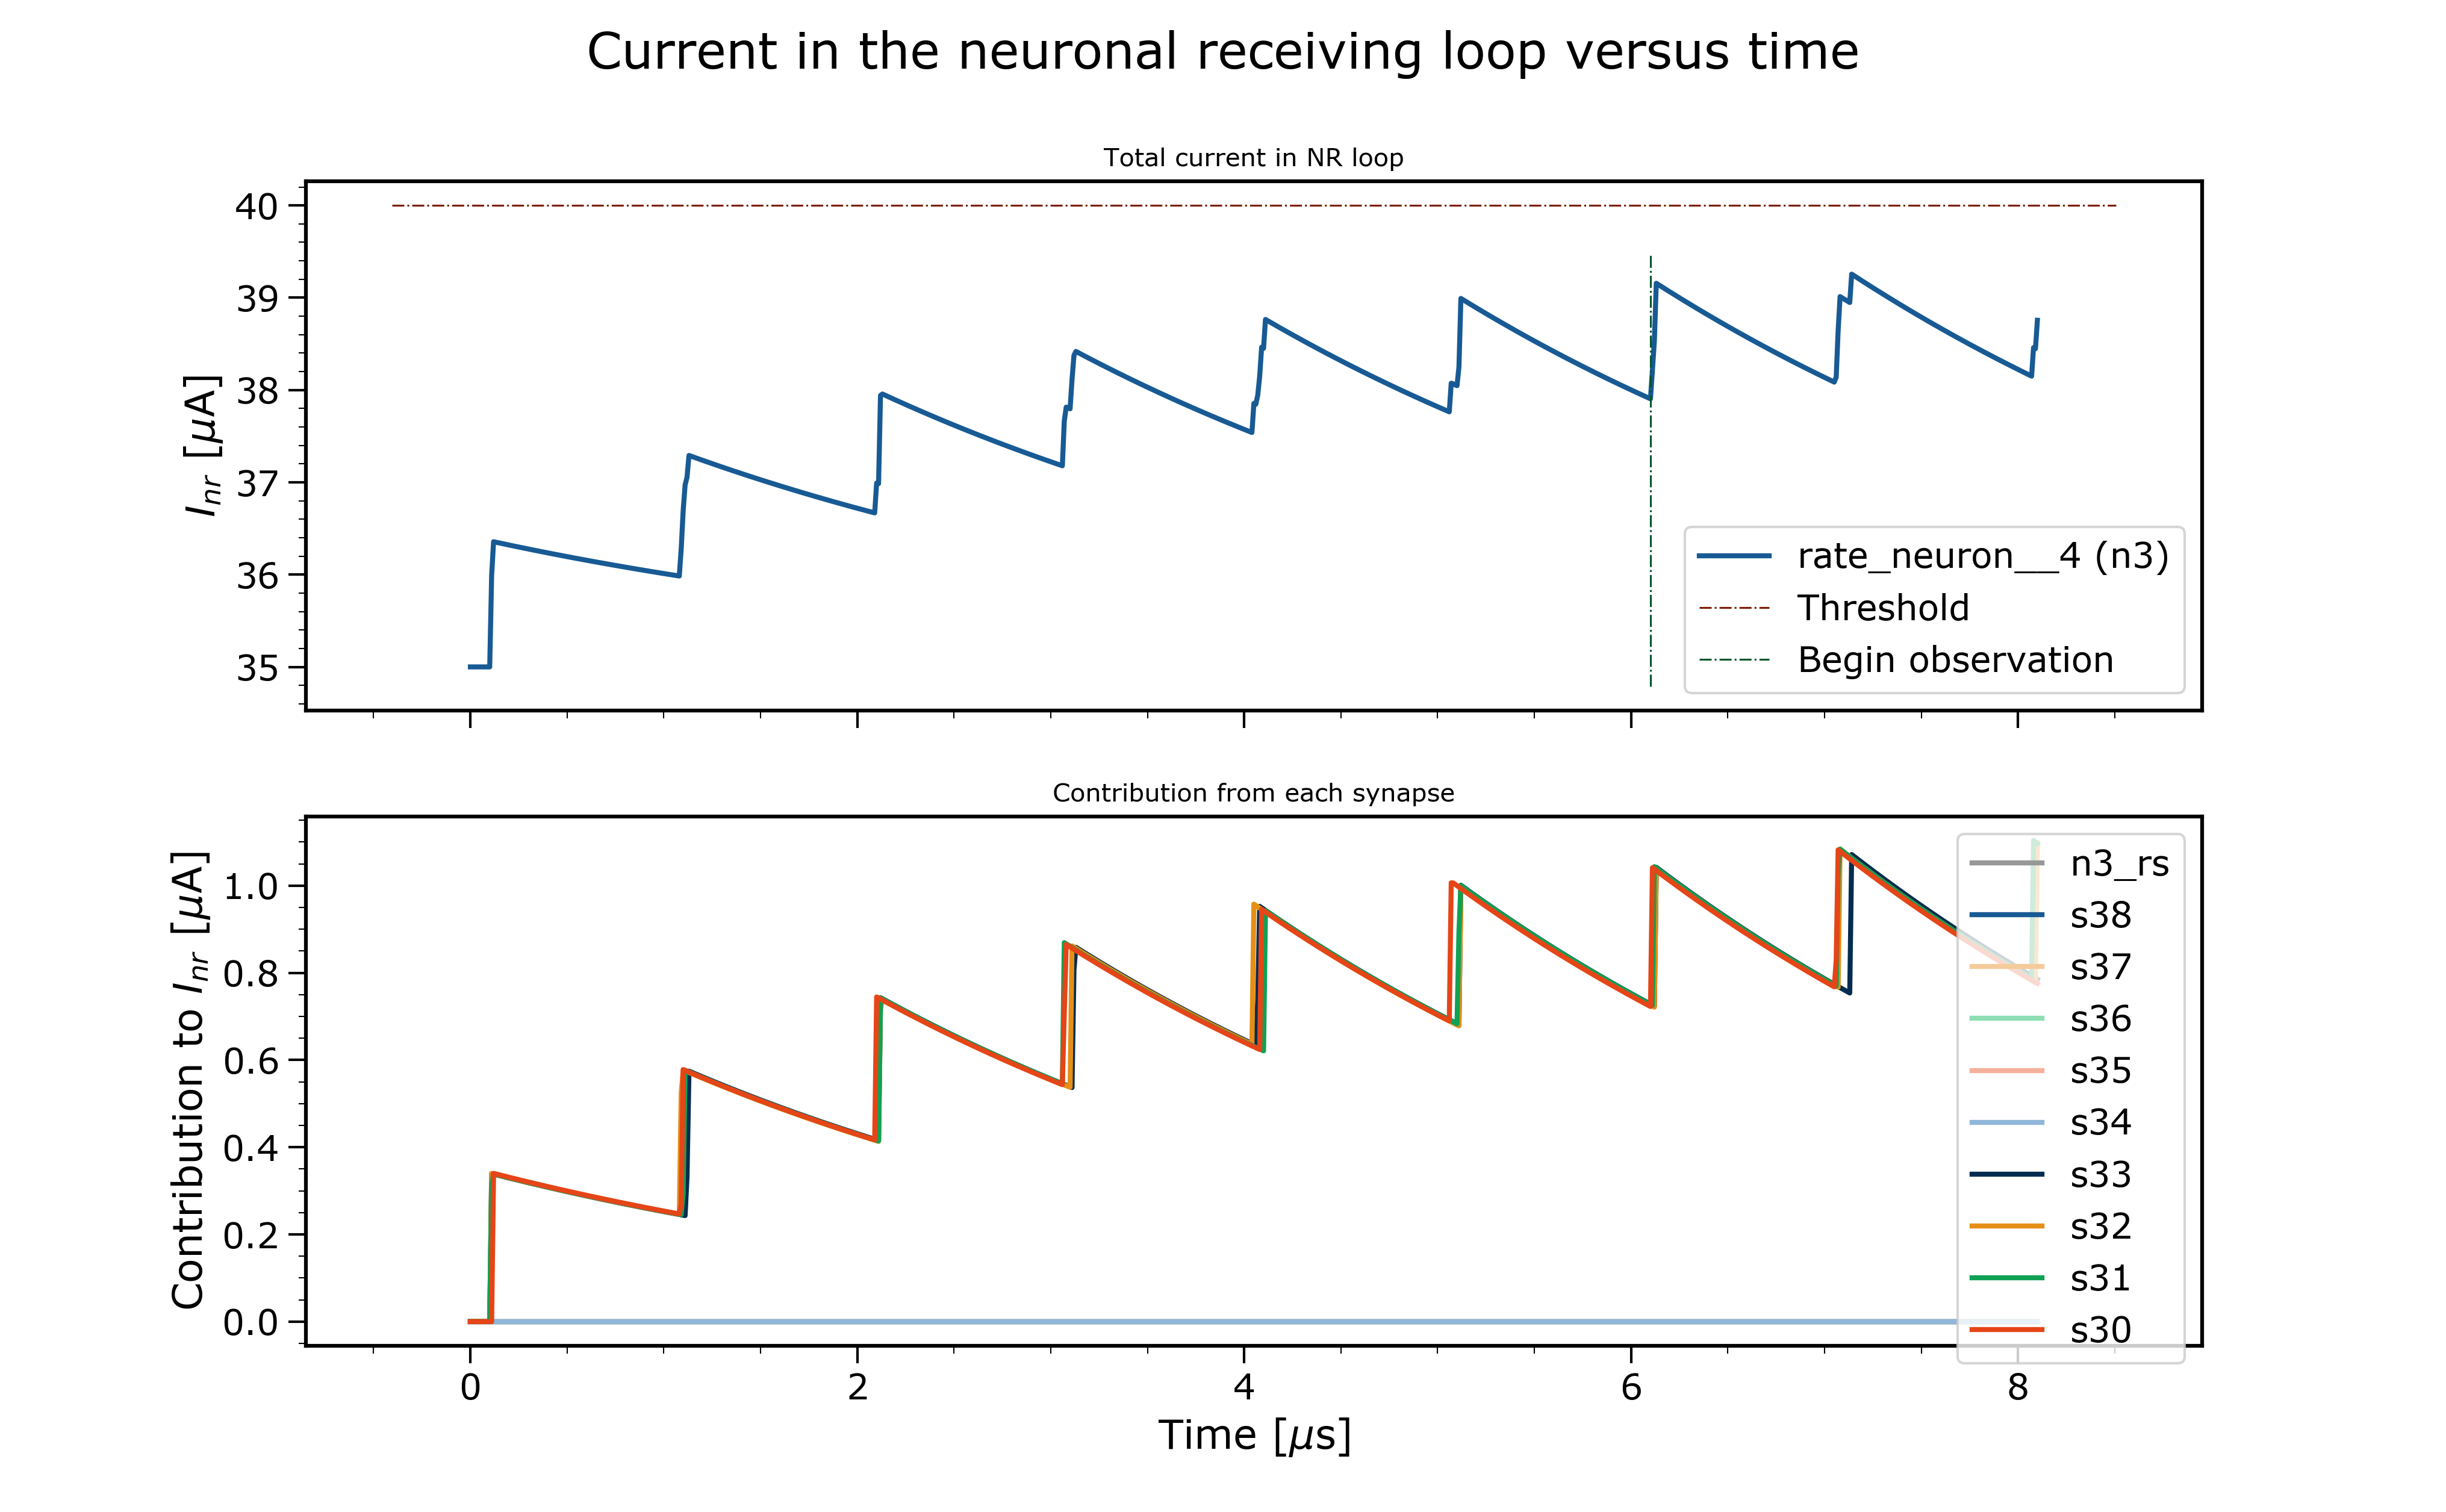 Current in the neuronal receiving loop versus time
Total current in NR loop
40
39
38
37
36
35
I_nr [μA]
rate_neuron__4 (n3)
Threshold
Begin observation
Contribution from each synapse
1.0
0.8
0.6
0.4
0.2
0.0
Contribution to I_nr [μA]
n3_rs
s38
s37
s36
s35
s34
s33
s32
s31
s30
0 2 4 6 8
Time [μs]